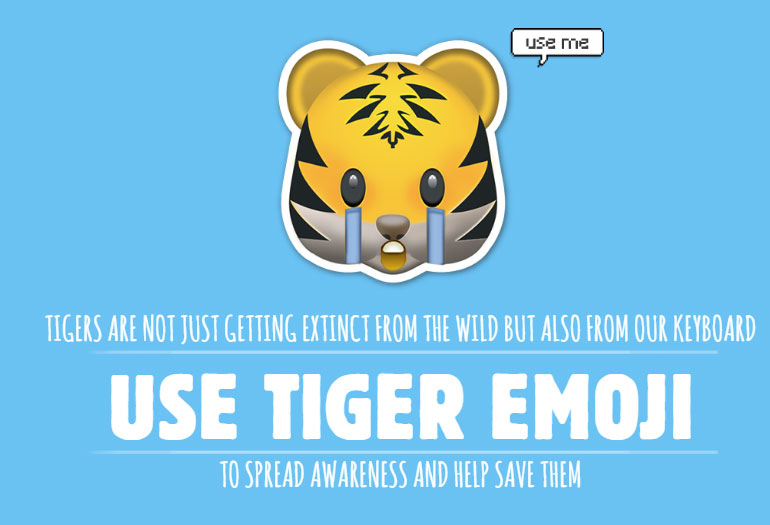 use me
TIGERS ARE NOT JUST GETTING EXTINCT FROM THE WILD BUT ALSO FROM OUR KEYBOARD
USE TIGER EMOJI
TO SPREAD AWARENESS AND HELP SAVE THEM